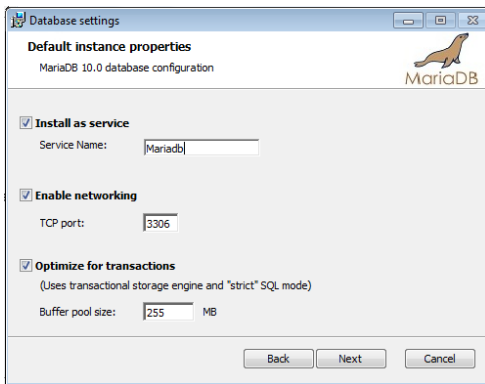 Database settings
Default instance properties
MariaDB 10.0 database configuration
MariaDB
Install as service
Service Name: Mariadb
Enable networking
TCP port: 3306
Optimize for transactions
(Uses transactional storage engine and "strict" SQL mode)
Buffer pool size: 255 MB
Back Next Cancel